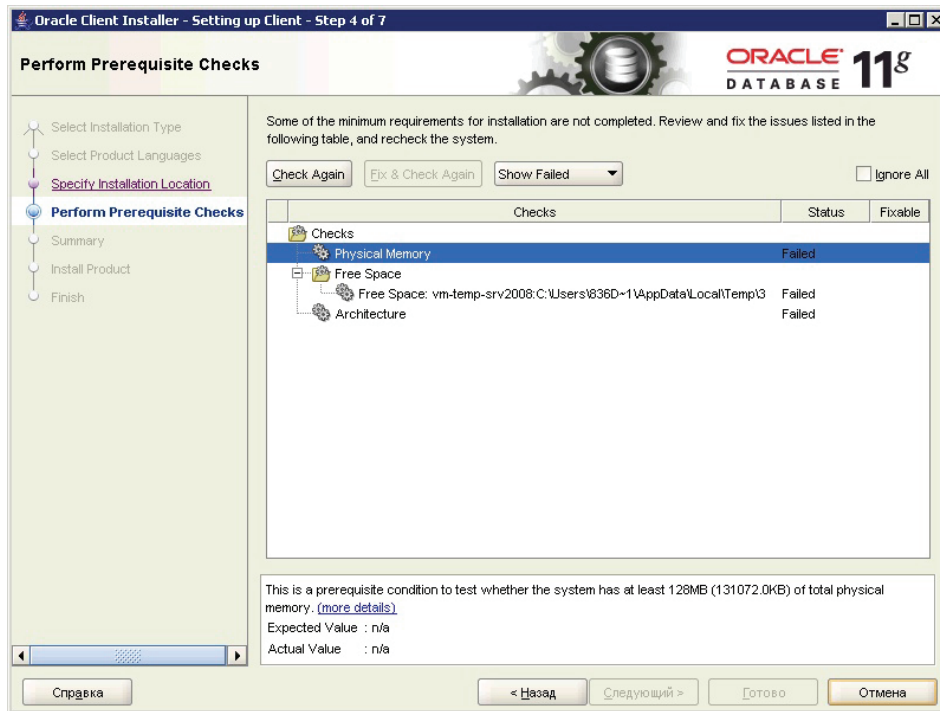 Oracle Client Installer - Setting up Client - Step 4 of 7
Perform Prerequisite Checks
ORACLE
DATABASE
11g
Select Installation Type
Select Product Languages
Specify Installation Location
Perform Prerequisite Checks
Summary
Install Product
Finish
Some of the minimum requirements for installation are not completed. Review and fix the issues listed in the
following table, and recheck the system.
Check Again
Fix & Check Again
Show Failed
Ignore All
Checks Status Fixable
Checks
Physical Memory Failed
Free Space
Free Space: vm-temp-srv2008:C:\Users\836D~1\AppData\Local\Temp\3 Failed
Architecture Failed
This is a prerequisite condition to test whether the system has at least 128MB (131072.0KB) of total physical
memory. (more details)
Expected Value : n/a
Actual Value : n/a
Справка
< Назад
Следующий >
Готово
Отмена